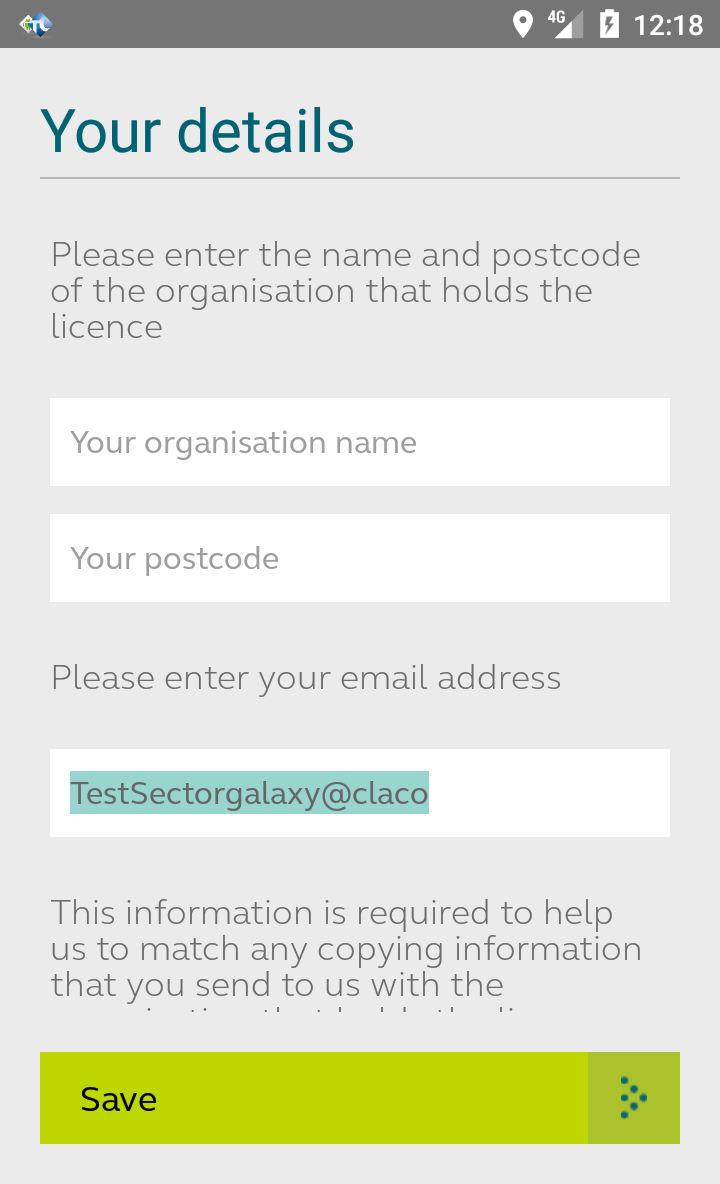 4G 12:18
Your details
Please enter the name and postcode
of the organisation that holds the
licence
Your organisation name
Your postcode
Please enter your email address
TestSectorgalaxy@claco
This information is required to help
us to match any copying information
that you send to us with the
Save